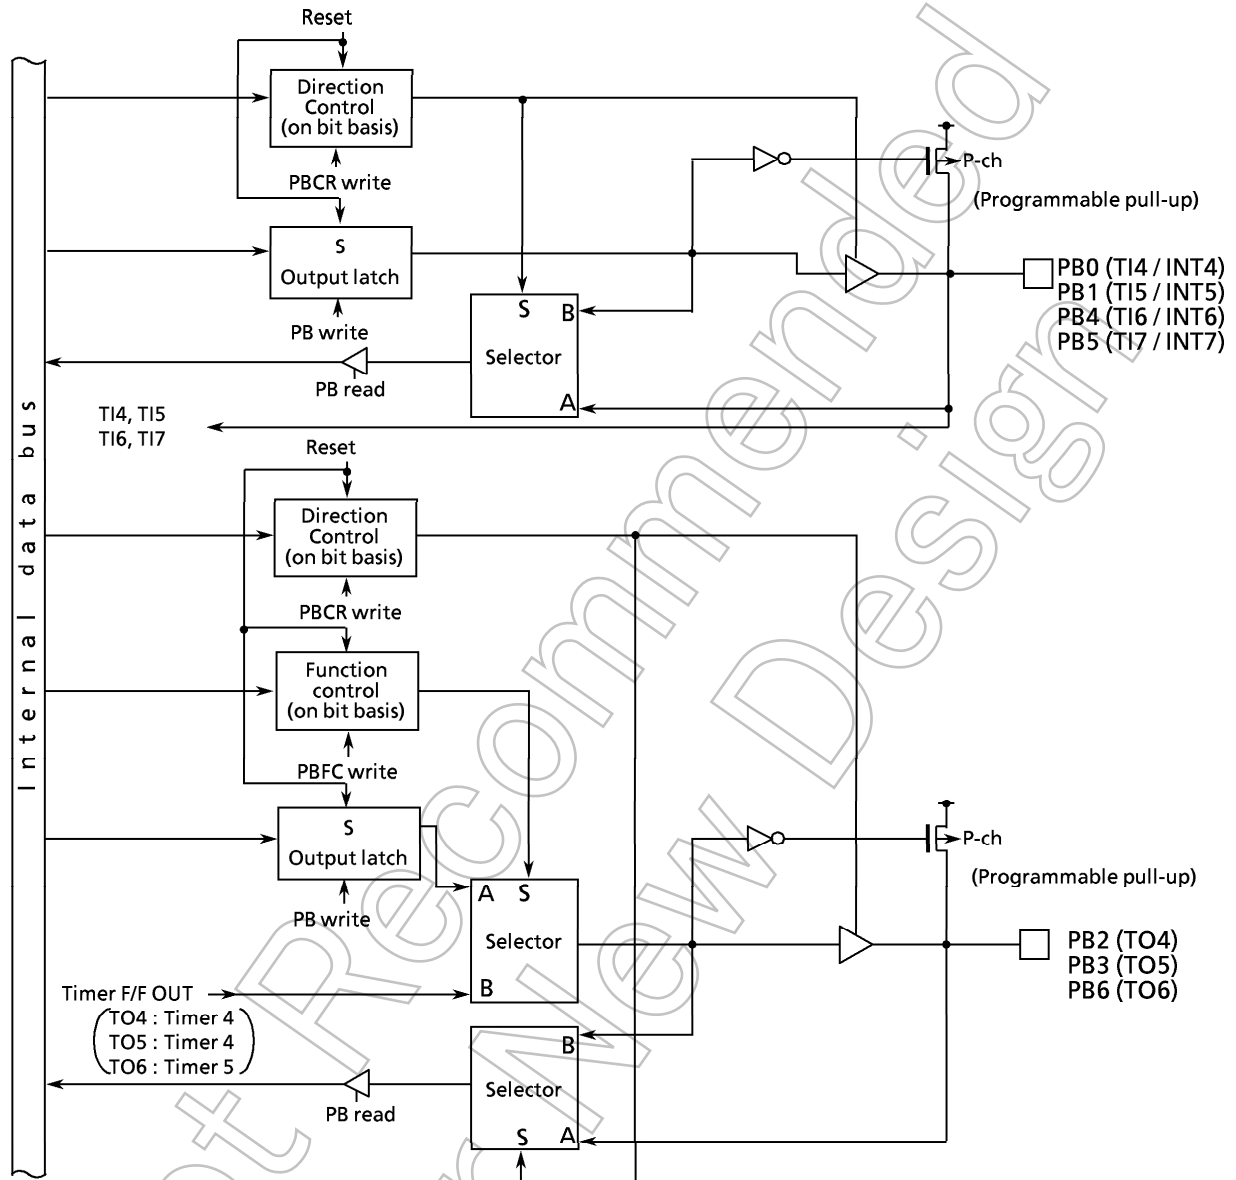 Reset
Direction
Control
(on bit basis)
PBCR write
P-ch
(Programmable pull-up)
S
Output latch
PB write
S
B
Selector
A
PB read
PB0 (TI4 / INT4)
PB1 (TI5 / INT5)
PB4 (TI6 / INT6)
PB5 (TI7 / INT7)
TI4, TI5
TI6, TI7
Internal data bus
Reset
Direction
Control
(on bit basis)
PBCR write
Function
control
(on bit basis)
PBFC write
S
Output latch
PB write
A
S
Selector
B
P-ch
(Programmable pull-up)
PB2 (TO4)
PB3 (TO5)
PB6 (TO6)
Timer F/F OUT
(TO4 : Timer 4
TO5 : Timer 4
TO6 : Timer 5)
B
Selector
S
A
PB read
Recommended
New Design